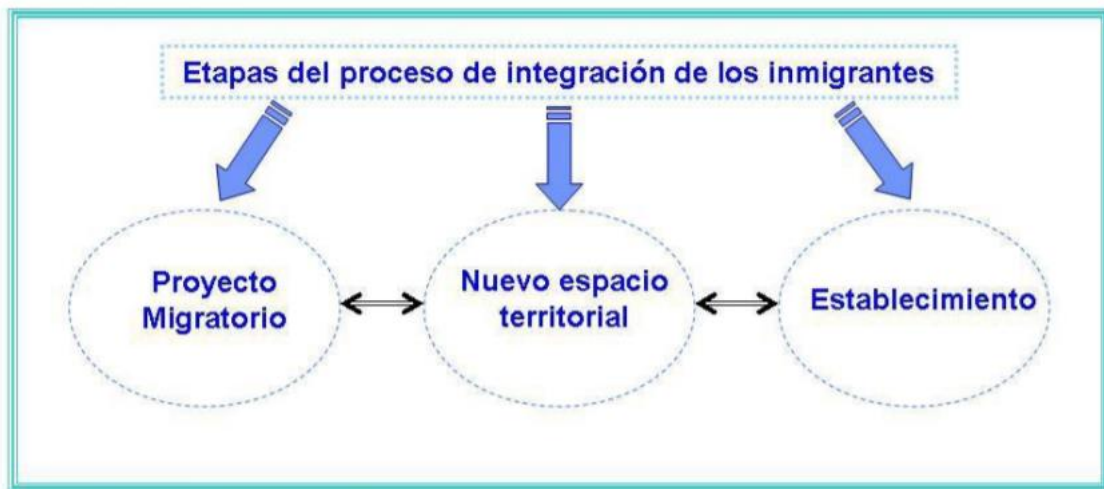 Etapas del proceso de integración de los inmigrantes
Proyecto
Migratorio
Nuevo espacio
territorial
Establecimiento